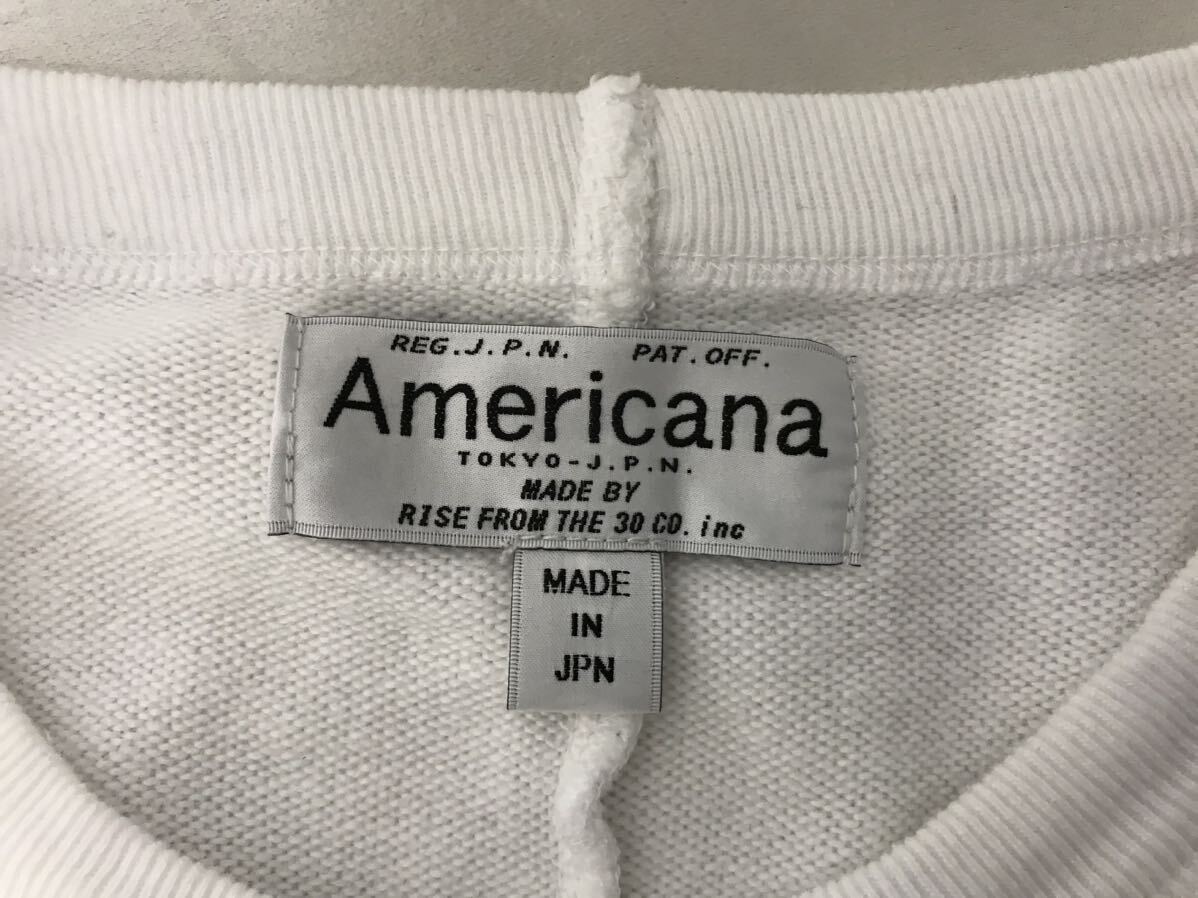 REG.J.P.N. PAT.OFF.
Americana
TOKYO-J.P.N.
MADE BY
RISE FROM THE 30 CO. inc
MADE
IN
JPN